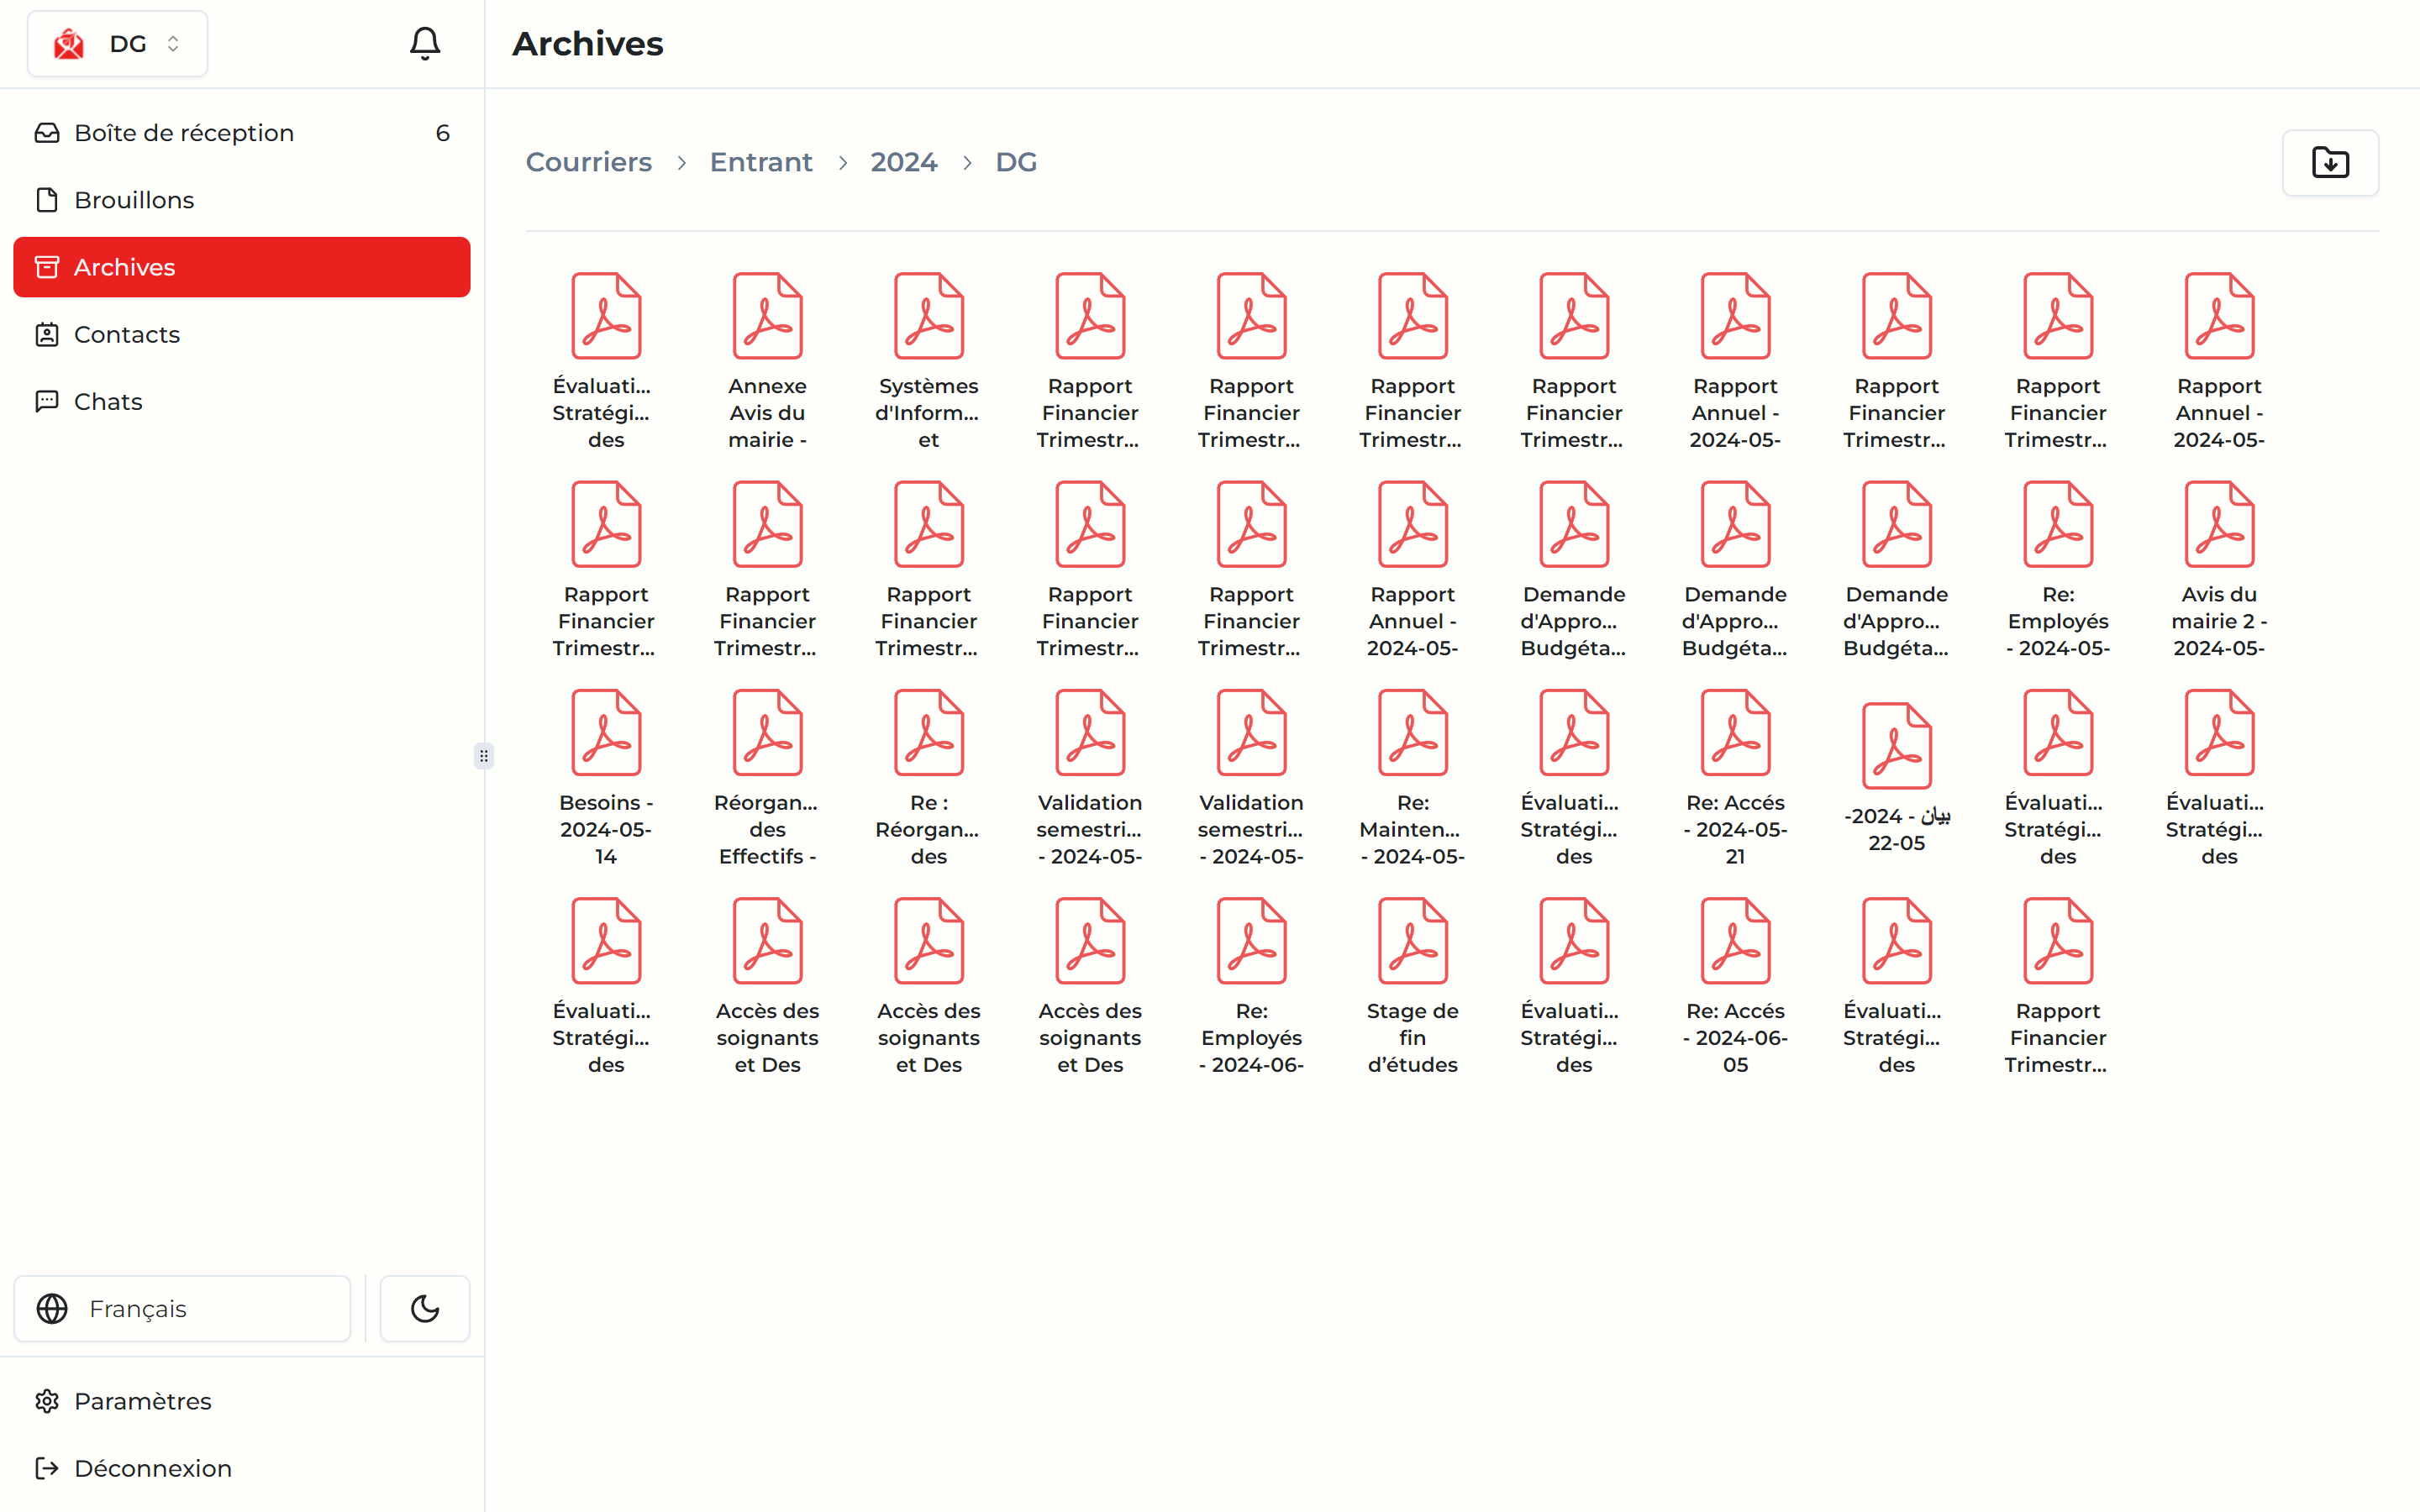 DG
Archives
Boîte de réception 6
Brouillons
Archives
Contacts
Chats
Français
Paramètres
Déconnexion
Courriers > Entrant > 2024 > DG
Évaluati...
Stratégi...
des
Annexe
Avis du
mairie -
Systèmes
d'Inform...
et
Rapport
Financier
Trimestr...
Rapport
Financier
Trimestr...
Rapport
Financier
Trimestr...
Rapport
Financier
Trimestr...
Rapport
Annuel -
2024-05-
Rapport
Financier
Trimestr...
Rapport
Financier
Trimestr...
Rapport
Annuel -
2024-05-
Rapport
Financier
Trimestr...
Rapport
Financier
Trimestr...
Rapport
Financier
Trimestr...
Rapport
Financier
Trimestr...
Rapport
Financier
Trimestr...
Rapport
Annuel -
2024-05-
Demande
d'Appro...
Budgéta...
Demande
d'Appro...
Budgéta...
Demande
d'Appro...
Budgéta...
Re:
Employés
- 2024-05-
Avis du
mairie 2 -
2024-05-
Besoins -
2024-05-
14
Réorgan...
des
Effectifs -
Re :
Réorgan...
des
Validation
semestri...
- 2024-05-
Validation
semestri...
- 2024-05-
Re:
Mainten...
- 2024-05-
Évaluati...
Stratégi...
des
Re: Accés
- 2024-05-
21
بيان - 2024-
22-05
Évaluati...
Stratégi...
des
Évaluati...
Stratégi...
des
Évaluati...
Stratégi...
des
Accès des
soignants
et Des
Accès des
soignants
et Des
Accès des
soignants
et Des
Re:
Employés
- 2024-06-
Stage de
fin
d’études
Évaluati...
Stratégi...
des
Re: Accés
- 2024-06-
05
Évaluati...
Stratégi...
des
Rapport
Financier
Trimestr...